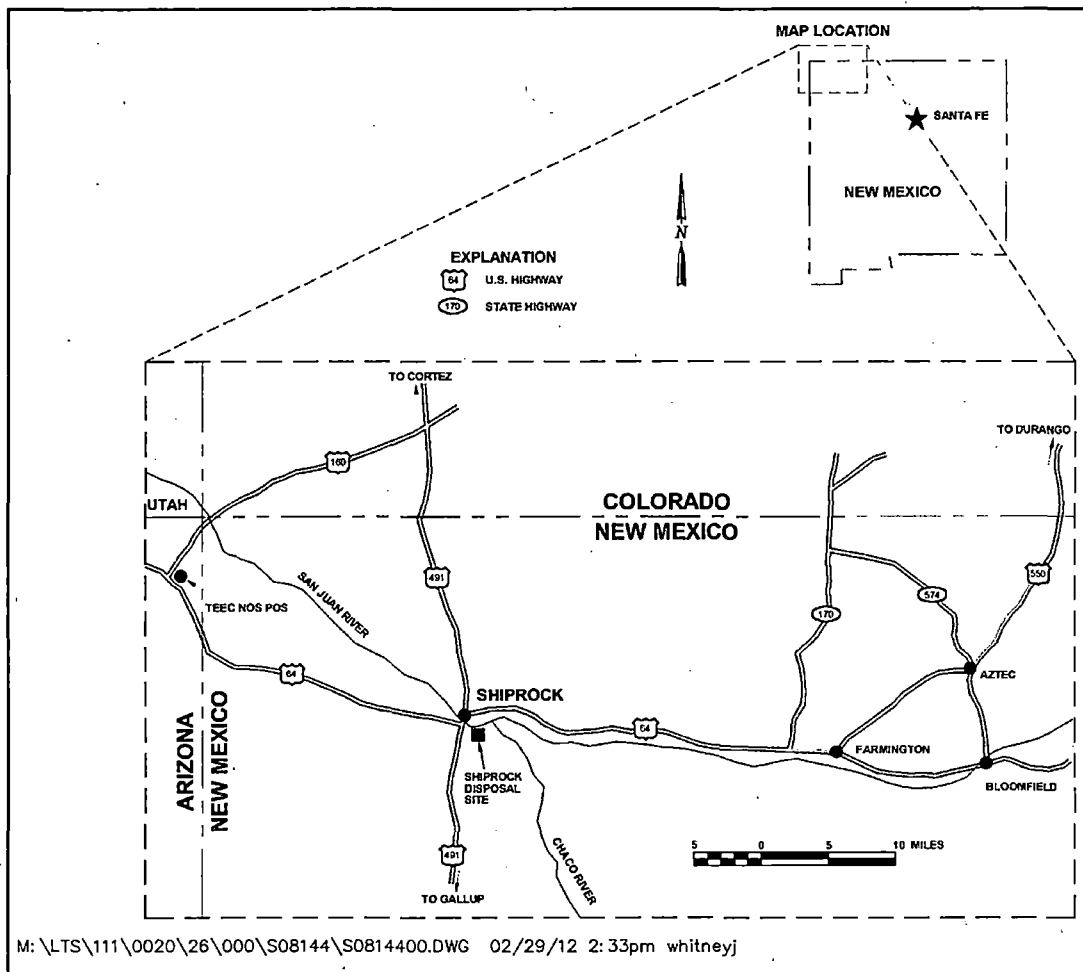 MAP LOCATION
SANTA FE
NEW MEXICO
N
EXPLANATION
64 U.S. HIGHWAY
170 STATE HIGHWAY
TO CORTEZ
TO DURANGO
160
UTAH
COLORADO
NEW MEXICO
491
550
TEEC NOS POS
SAN JUAN RIVER
574
170
64
SHIPROCK
AZTEC
64
ARIZONA
NEW MEXICO
FARMINGTON
SHIPROCK
DISPOSAL
SITE
BLOOMFIELD
CHACO RIVER
491
5 0 5 10 MILES
TO GALLUP
M: \LTS\111\0020\26\000\S08144\S0814400.DWG 02/29/12 2:33pm whitneyj